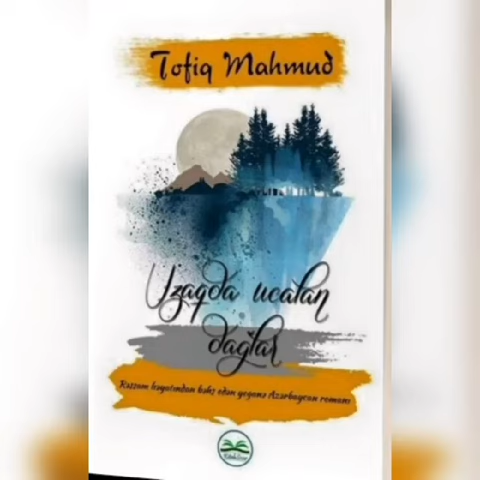 Tofiq Mahmud
Uzaqda ucalan
dağlar
Rəssam həyatından bəhs edən yeganə Azərbaycan romanı